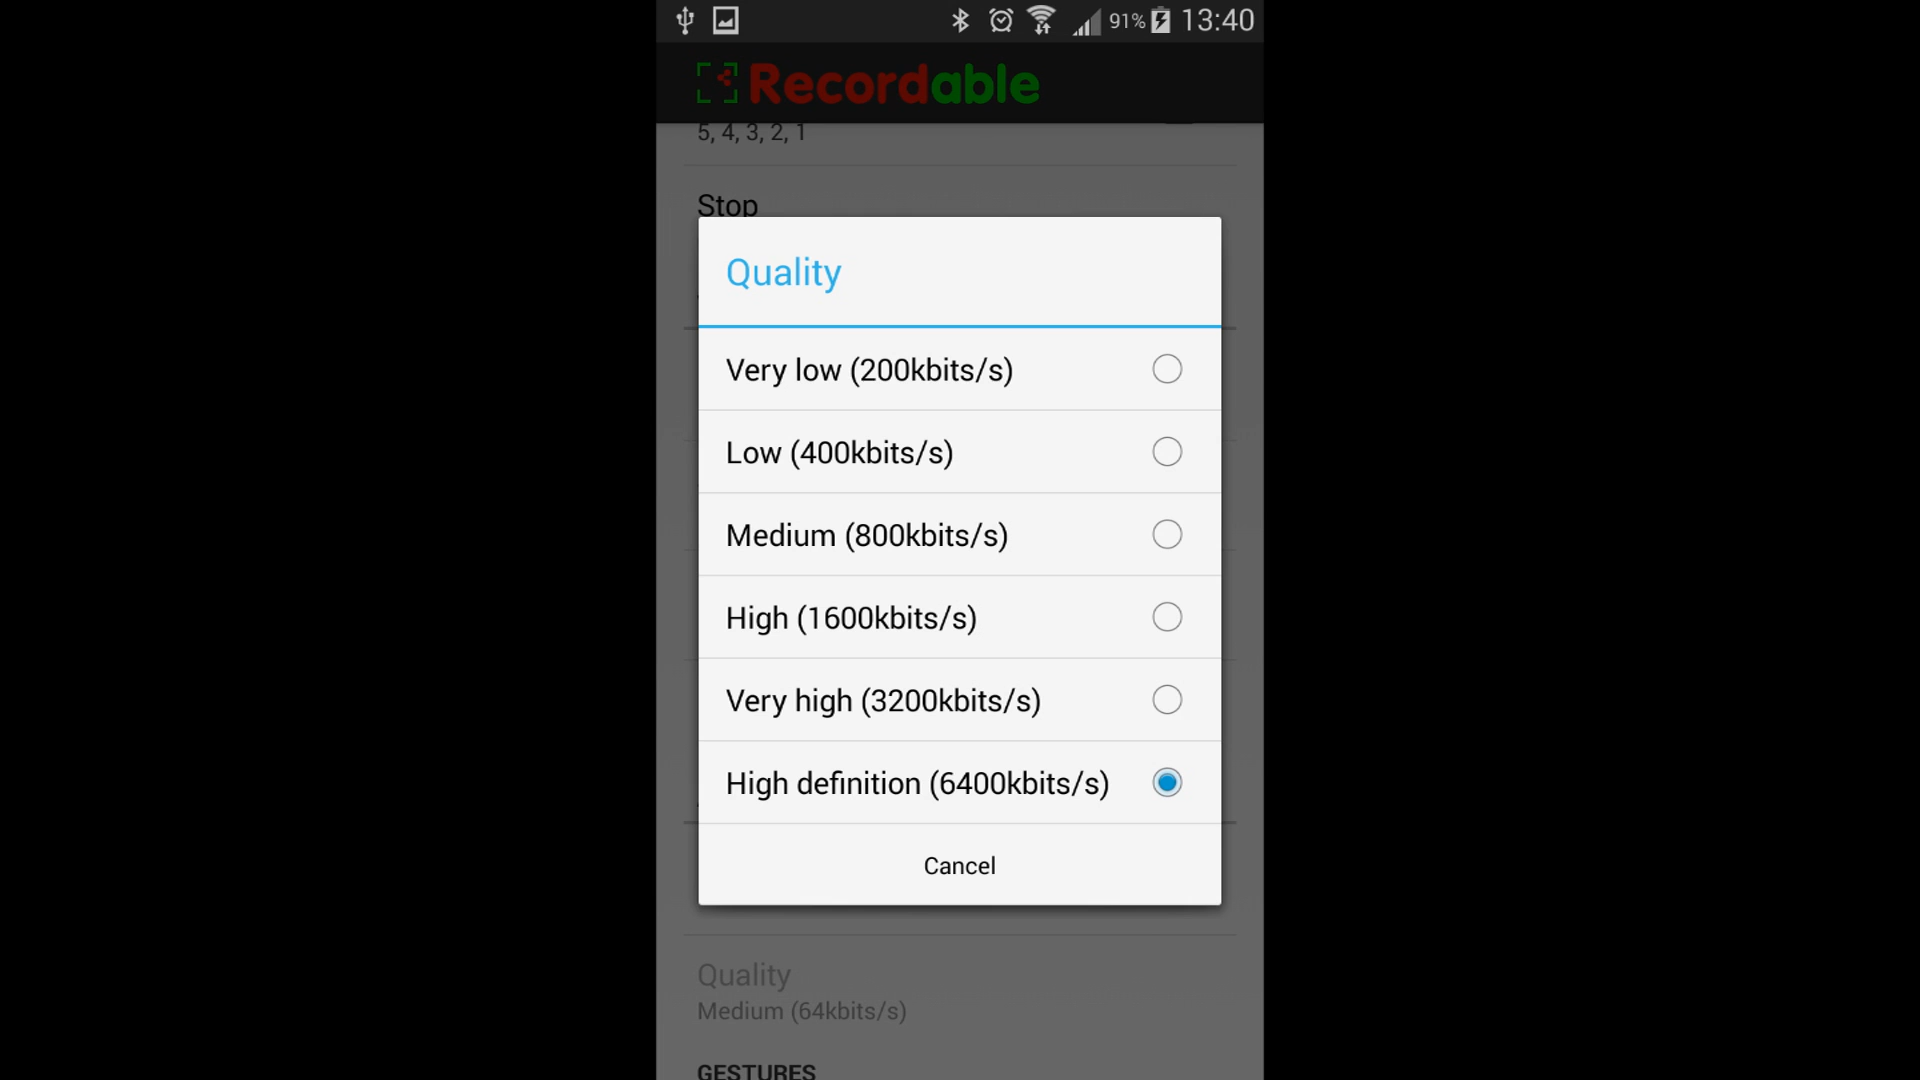 91% 13:40
Recordable
5, 4, 3, 2, 1
Stop
Quality
Very low (200kbits/s)
Low (400kbits/s)
Medium (800kbits/s)
High (1600kbits/s)
Very high (3200kbits/s)
High definition (6400kbits/s)
Cancel
Quality
Medium (64kbits/s)
GESTURES